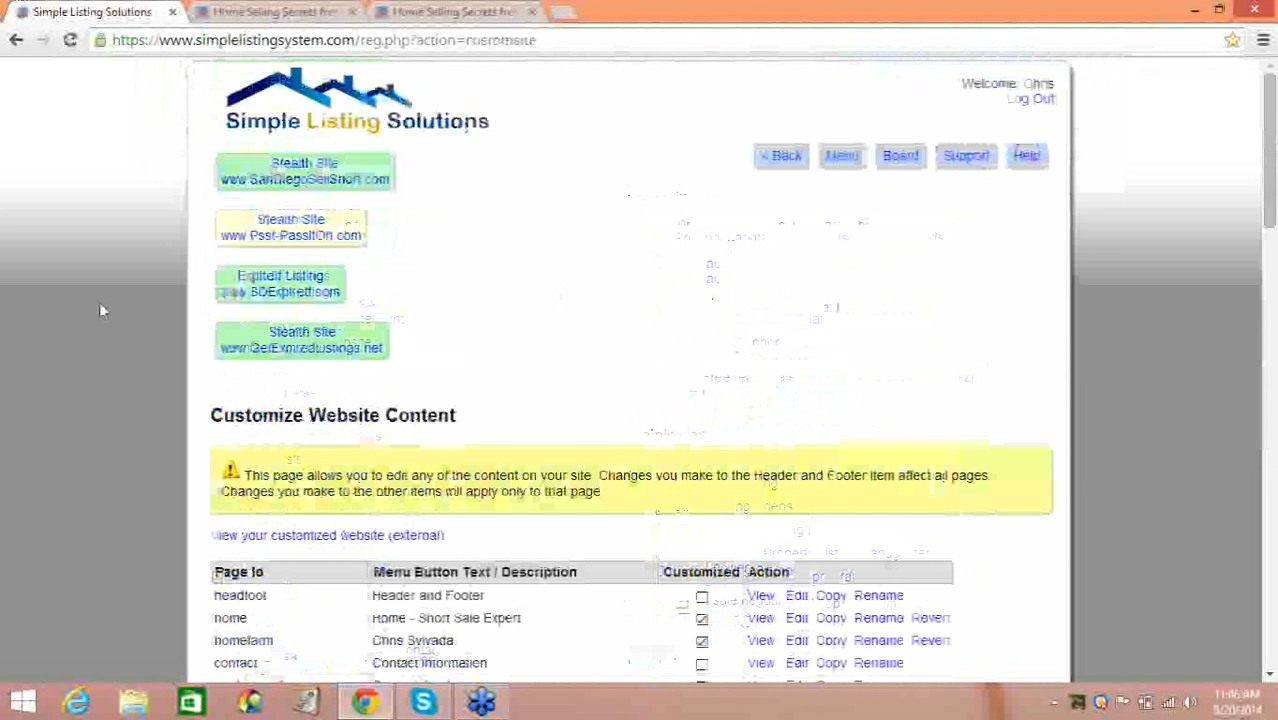 Simple Listing Solutions
Home Selling Secrets fro
Home Selling Secrets fro
https://www.simplelistingsystem.com/reg.php?action=
Simple Listing Solutions
Welcome: Chris
Log Out
< Back
Menu
Board
Support
Help
Stealth Site
www.SanDiegoSellShort.com
Stealth Site
www.Psst-PassItOn.com
Listings
Stealth Site
Customize Website Content
This page allows you to edit any of the content on your site. Changes you make to the Header and Footer item affect all pages
Changes you make to the other items will apply only to that page
View your customized website (external)
Page Id Menu Button Text / Description Customized Action
headfoot Header and Footer View Edit Copy Rename
home Home - Short Sale Expert View Edit Copy Rename Revert
homefarm Chris View Edit Copy Rename Revert
contact Contact Information View Edit Copy Rename
11:06 AM
8/20/2014